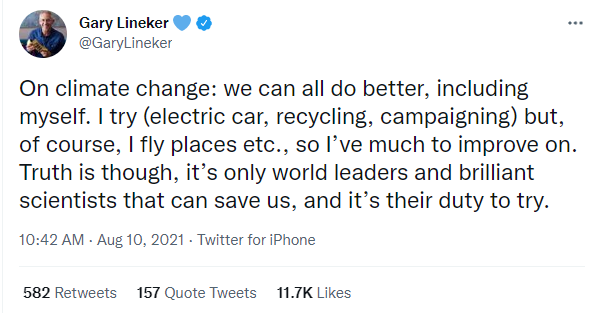 Gary Lineker
@GaryLineker
On climate change: we can all do better, including
myself. I try (electric car, recycling, campaigning) but,
of course, I fly places etc., so I’ve much to improve on.
Truth is though, it’s only world leaders and brilliant
scientists that can save us, and it’s their duty to try.
10:42 AM · Aug 10, 2021 · Twitter for iPhone
582 Retweets 157 Quote Tweets 11.7K Likes